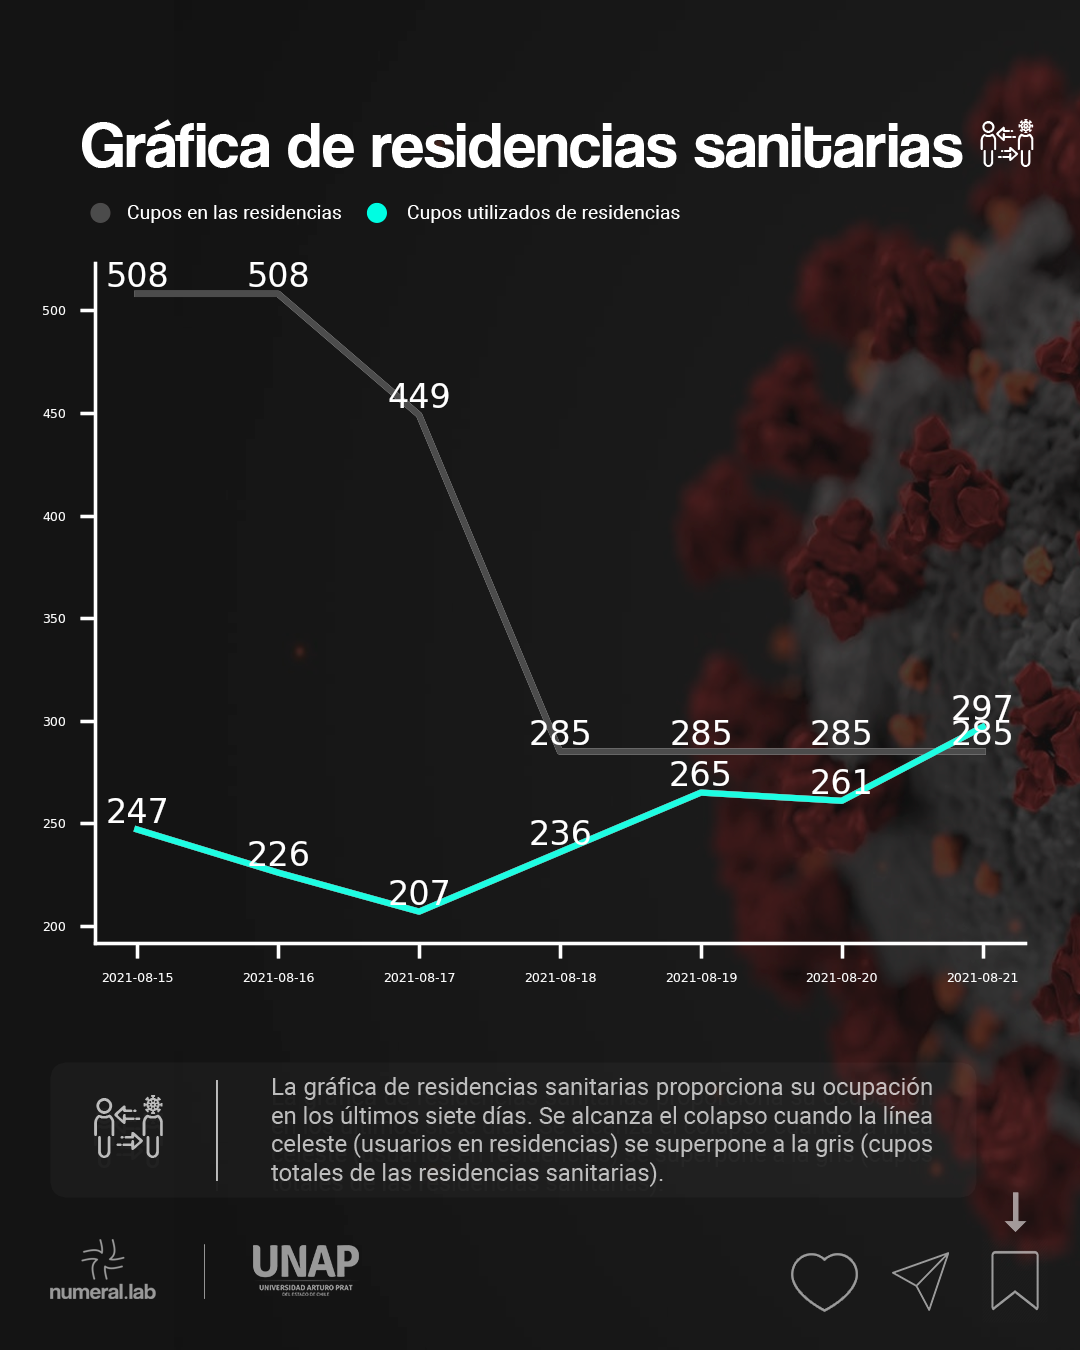 Gráfica de residencias sanitarias
Cupos en las residencias Cupos utilizados de residencias
508 508
500
449
450
400
350
300
297
285 285 285 285
265 261
247
250
236
226
207
200
2021-08-15 2021-08-16 2021-08-17 2021-08-18 2021-08-19 2021-08-20 2021-08-21
La gráfica de residencias sanitarias proporciona su ocupación
en los últimos siete días. Se alcanza el colapso cuando la línea
celeste (usuarios en residencias) se superpone a la gris (cupos
totales de las residencias sanitarias).
numeral.lab
UNAP
UNIVERSIDAD ARTURO PRAT
DEL ESTADO DE CHILE